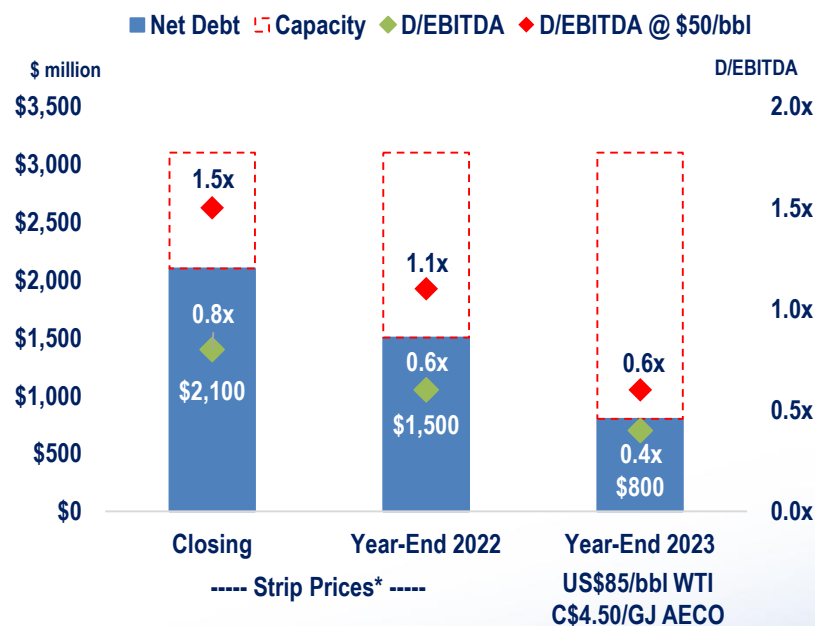 Net Debt Capacity D/EBITDA D/EBITDA @ $50/bbl
$ million D/EBITDA
$3,500 2.0x
$3,000
1.5x
$2,500 1.5x
$2,000 1.1x
0.8x
$1,500 1.0x
0.6x 0.6x
$1,000 $2,100
$1,500 0.5x
$500 0.4x
$800
$0 0.0x
Closing Year-End 2022 Year-End 2023
----- Strip Prices* ----- US$85/bbl WTI
C$4.50/GJ AECO